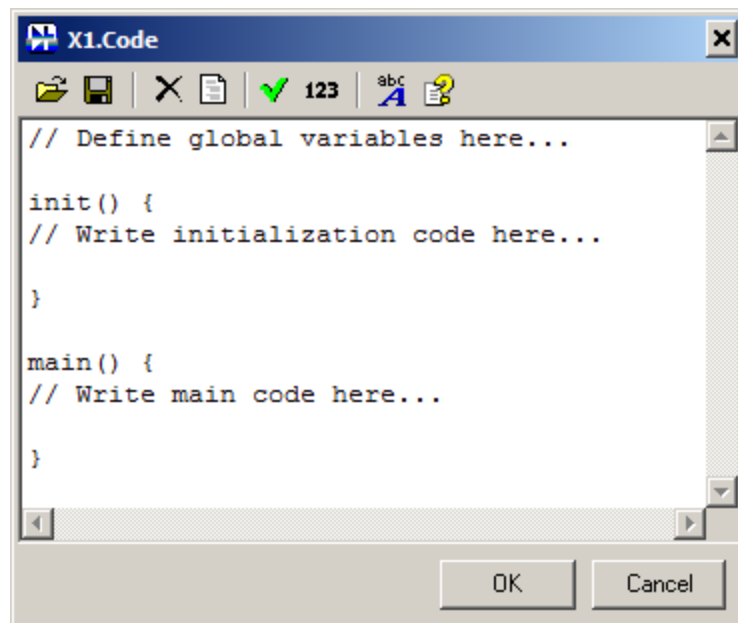 X1.Code
123
abc
A
// Define global variables here...
init() {
// Write initialization code here...
}
main() {
// Write main code here...
}
OK
Cancel